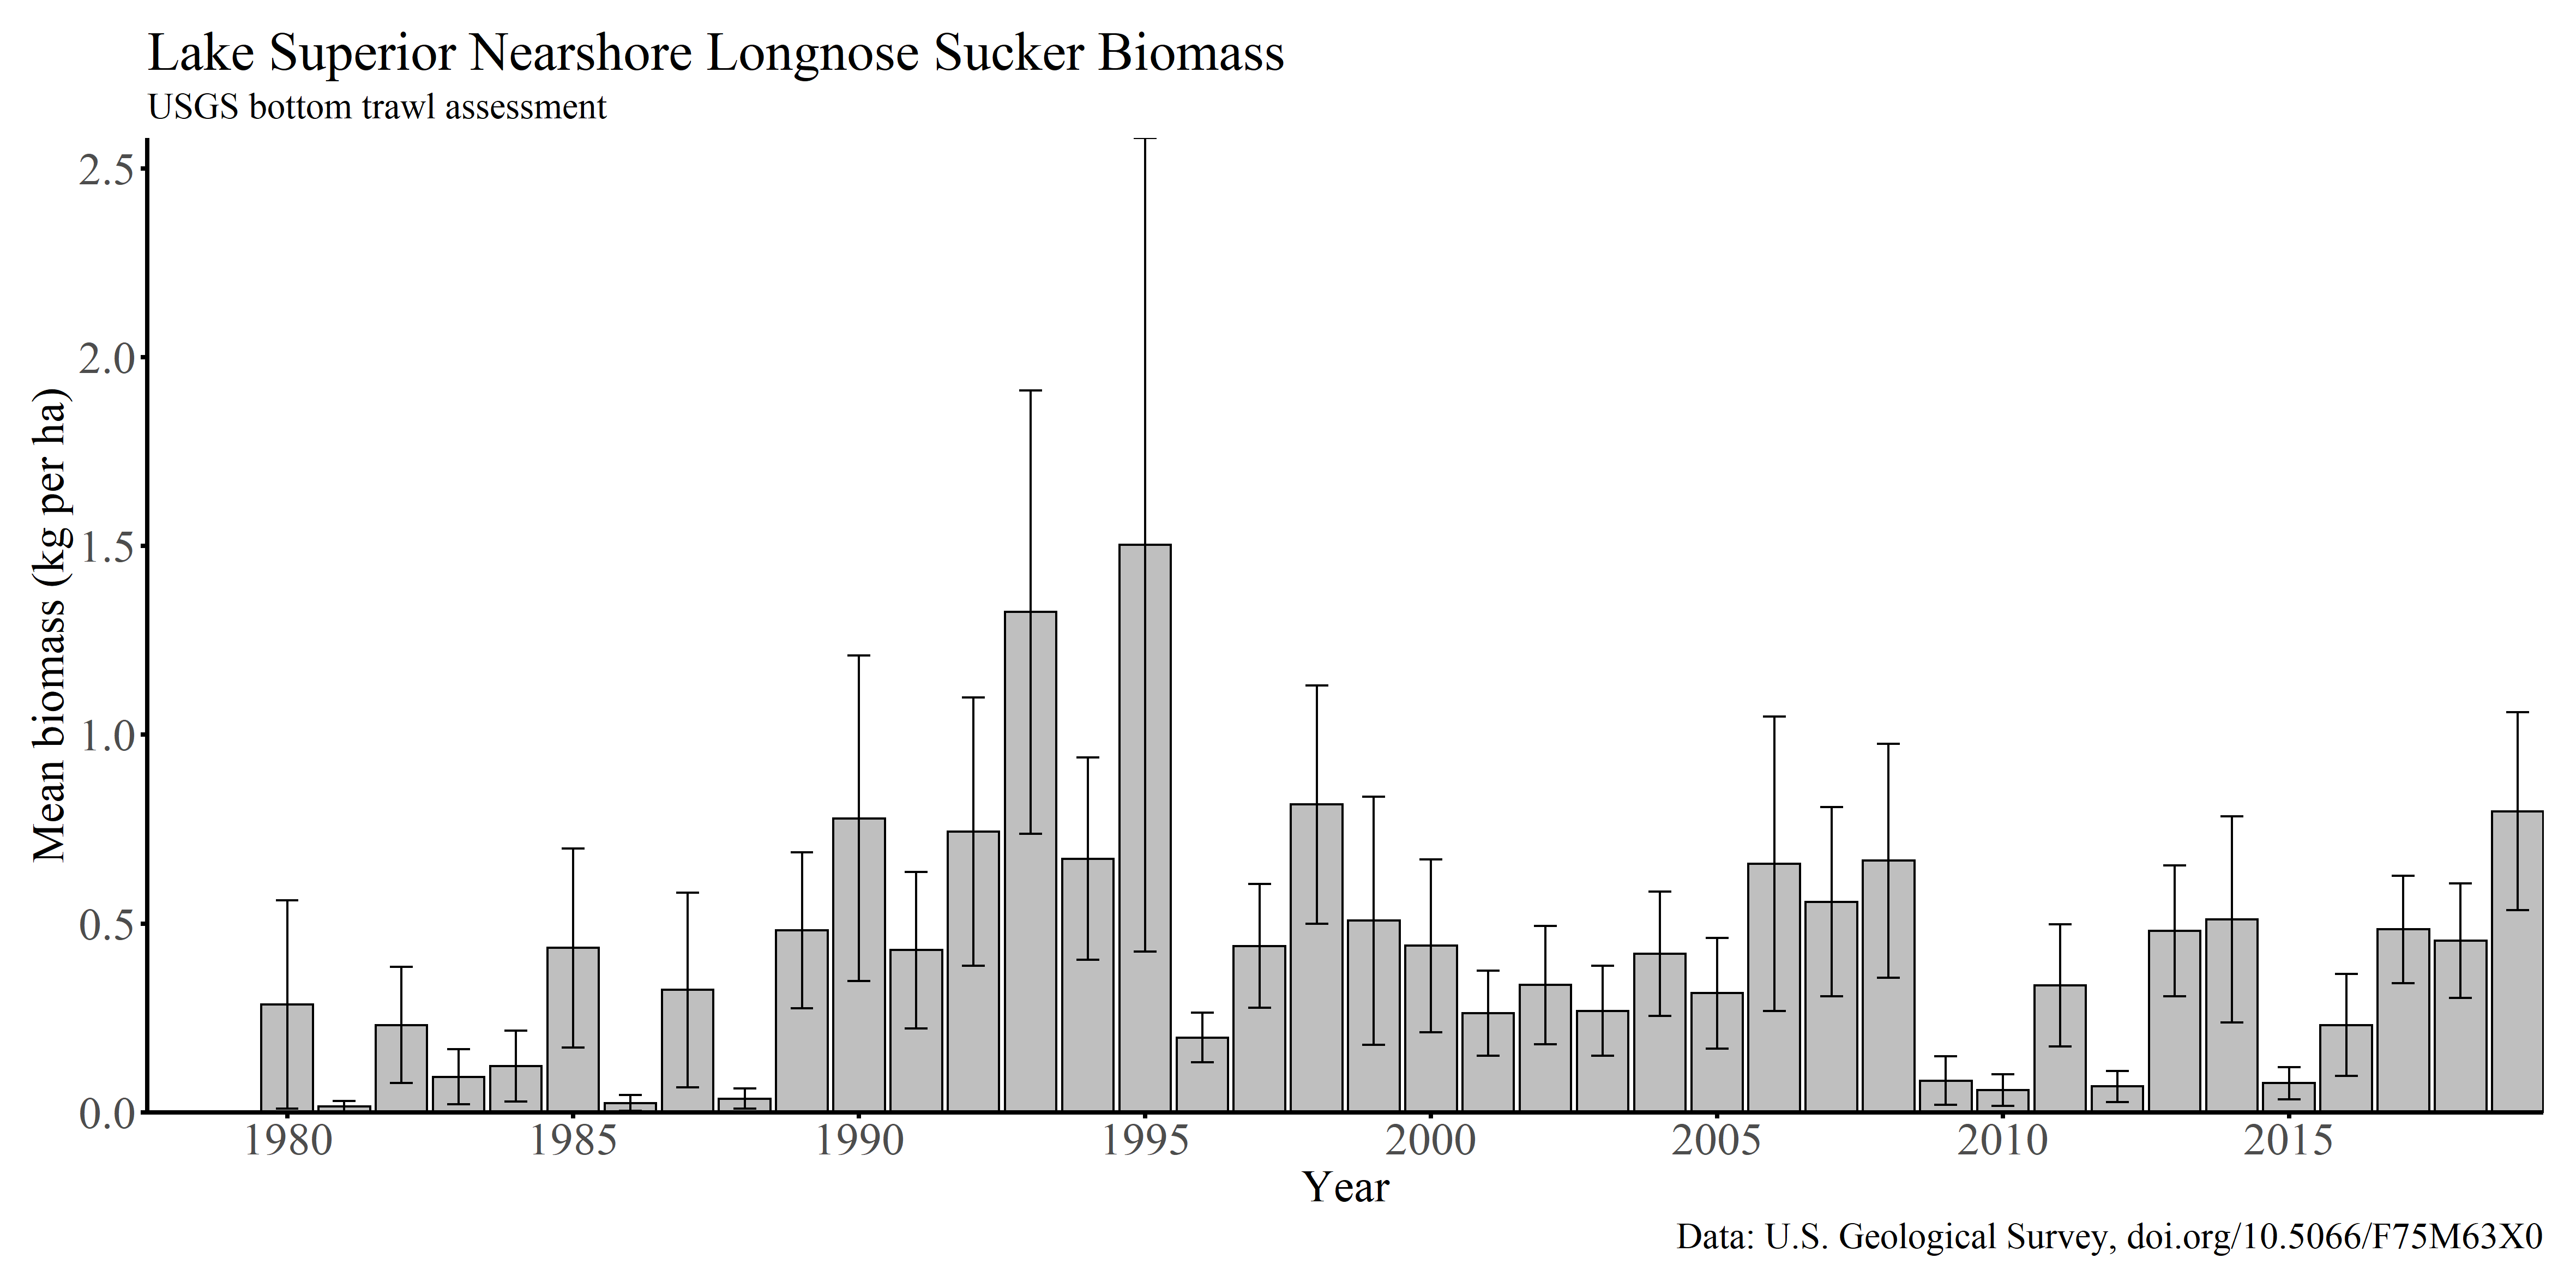 Lake Superior Nearshore Longnose Sucker Biomass
USGS bottom trawl assessment
Mean biomass (kg per ha)
2.5
2.0
1.5
1.0
0.5
0.0
1980 1985 1990 1995 2000 2005 2010 2015
Year
Data: U.S. Geological Survey, doi.org/10.5066/F75M63X0